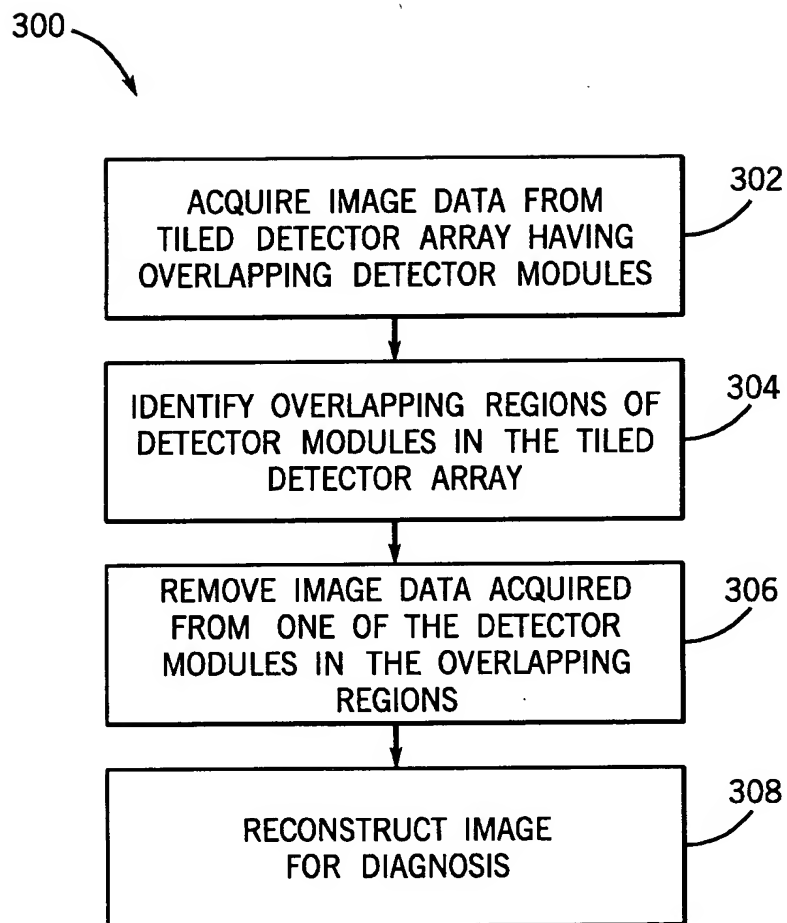 300
302
ACQUIRE IMAGE DATA FROM
TILED DETECTOR ARRAY HAVING
OVERLAPPING DETECTOR MODULES
304
IDENTIFY OVERLAPPING REGIONS OF
DETECTOR MODULES IN THE TILED
DETECTOR ARRAY
306
REMOVE IMAGE DATA ACQUIRED
FROM ONE OF THE DETECTOR
MODULES IN THE OVERLAPPING
REGIONS
308
RECONSTRUCT IMAGE
FOR DIAGNOSIS